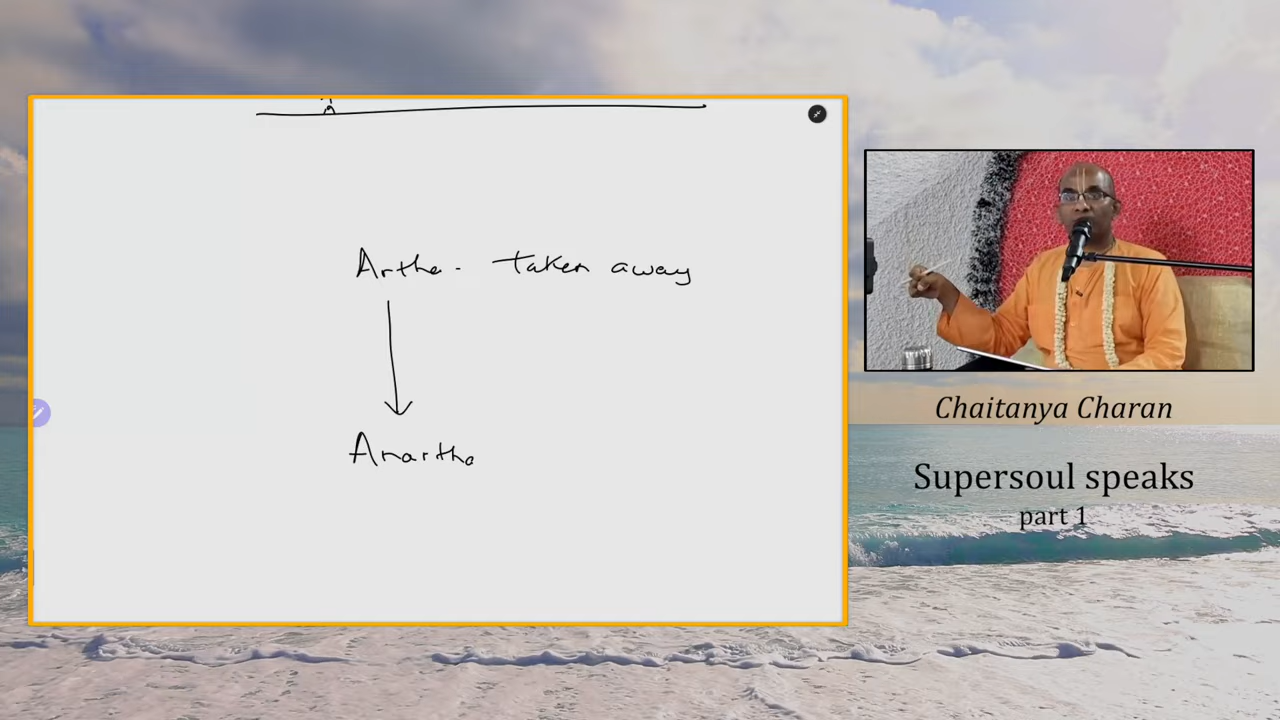 Artha - taken away
Anartha
Chaitanya Charan
Supersoul speaks
part 1